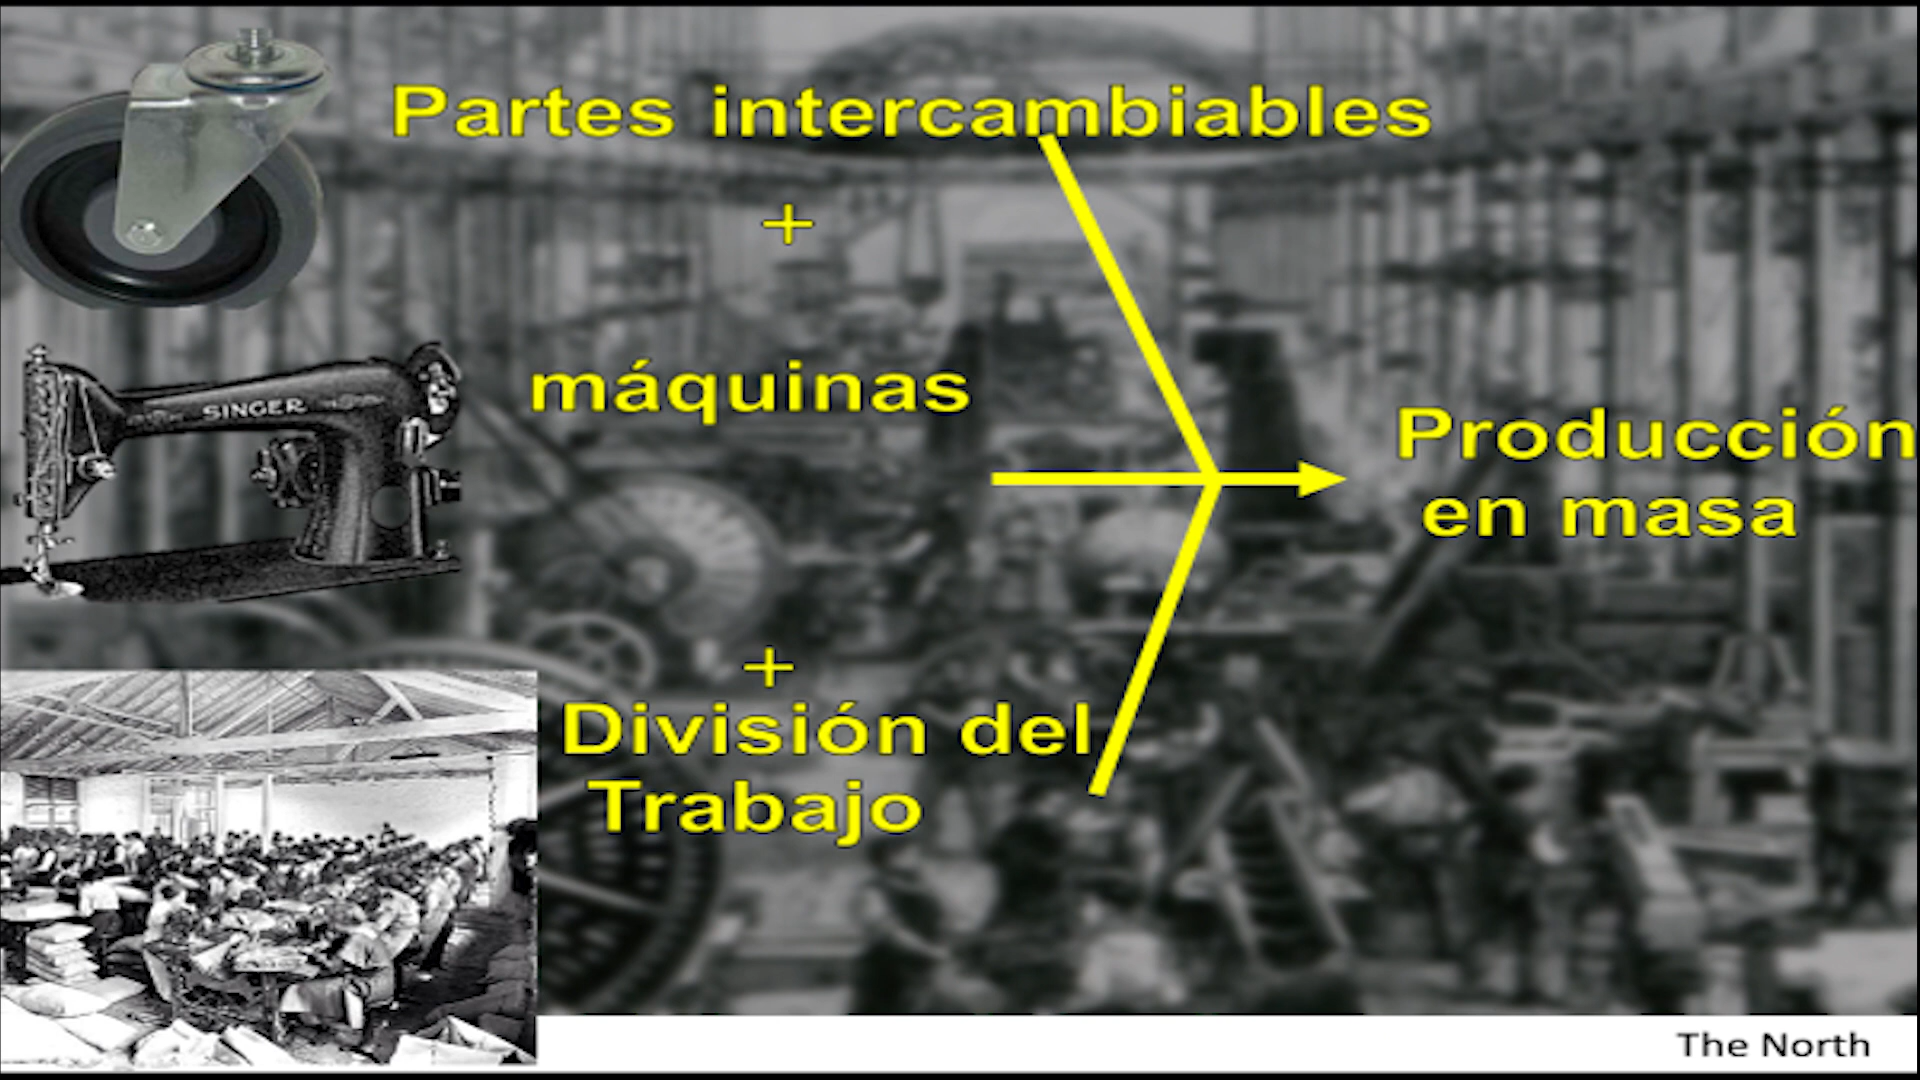 Partes intercambiables
+
SINGER
máquinas
Producción
en masa
+
División del
Trabajo
The North